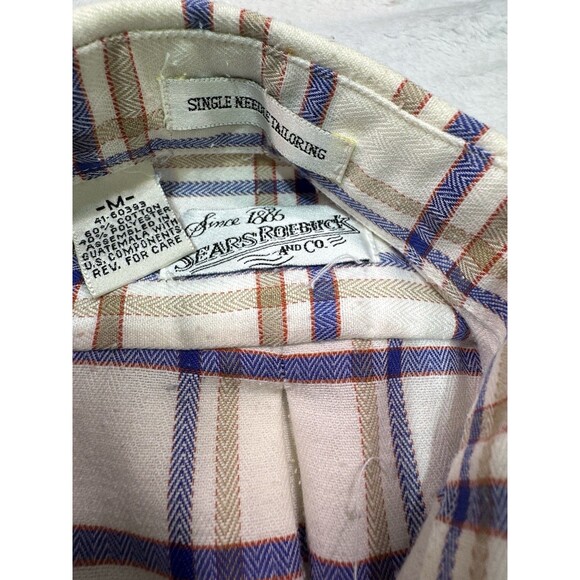 SINGLE NEEDLE TAILORING
-M-
41-60393
60% COTTON
40% POLYESTER
ASSEMBLED IN
GUATEMALA WITH
U.S. COMPONENTS
REV. FOR CARE
Since 1886
SEARS, ROEBUCK
AND CO.